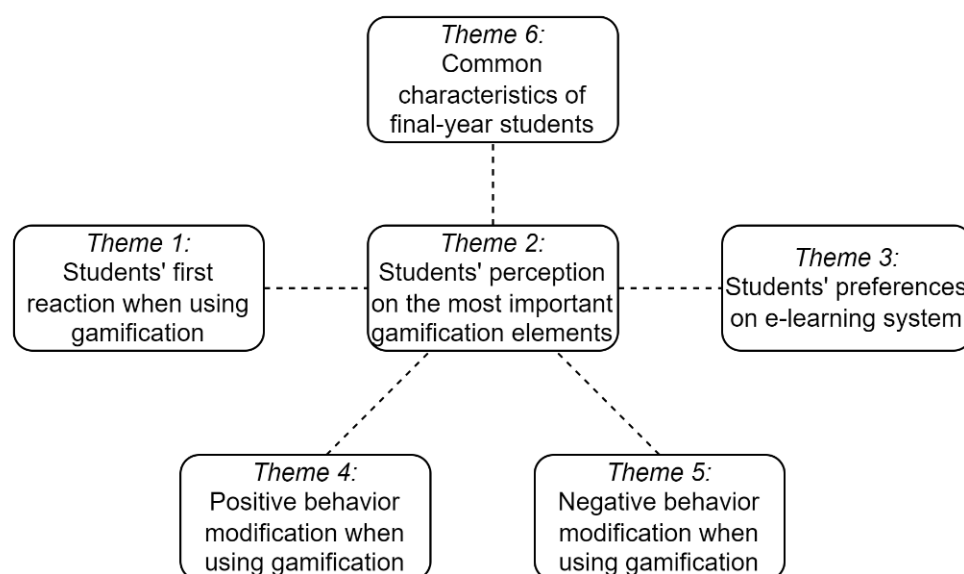 Theme 6:
Common
characteristics of
final-year students
Theme 1:
Students' first
reaction when using
gamification
Theme 2:
Students' perception
on the most important
gamification elements
Theme 3:
Students' preferences
on e-learning system
Theme 4:
Positive behavior
modification when
using gamification
Theme 5:
Negative behavior
modification when
using gamification